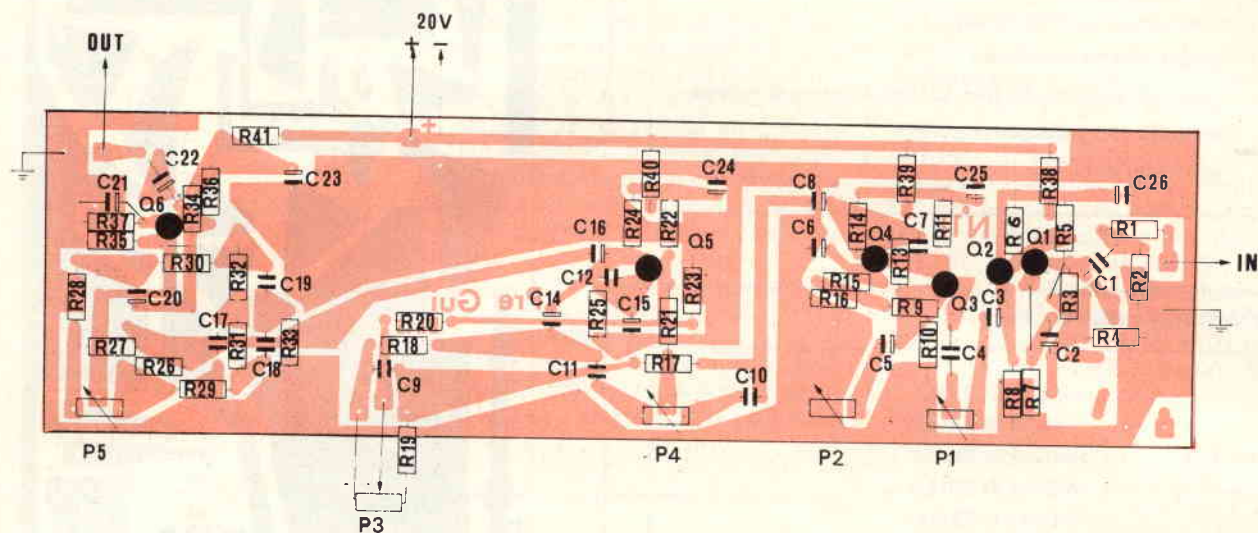 20V
OUT
+ −
+
R41
C22
C23
C21
Q6
R34
R36
R37
R35
R30
R32
C19
R28
C20
C17
R27
R31
R33
C18
R26
R29
P5
R40
C24
C16
R24
R22
Q5
C12
R23
Pre Gui
C14
R25
C15
R21
R20
R18
C9
C11
R17
C10
R19
P4
P3
C8
R39
C25
R38
C26
R14
C7
R11
Ni
R6
Q1
R5
R1
C6
Q4
Q2
IN
R13
R15
R16
R9
Q3
C3
R3
C1
R2
C5
R10
C4
C2
R4
R8
R7
P2
P1